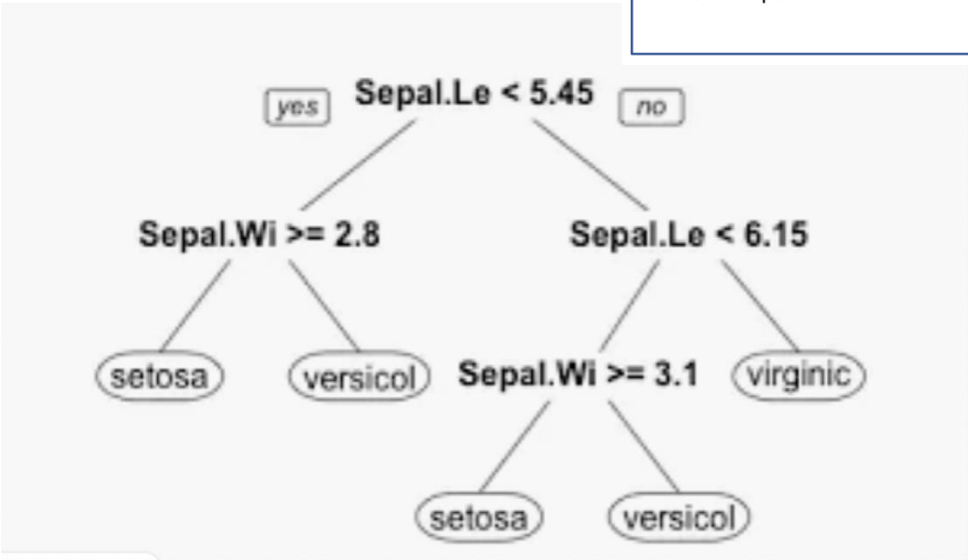 yes Sepal.Le < 5.45 no
Sepal.Wi >= 2.8 Sepal.Le < 6.15
setosa versicol Sepal.Wi >= 3.1 virginic
setosa versicol